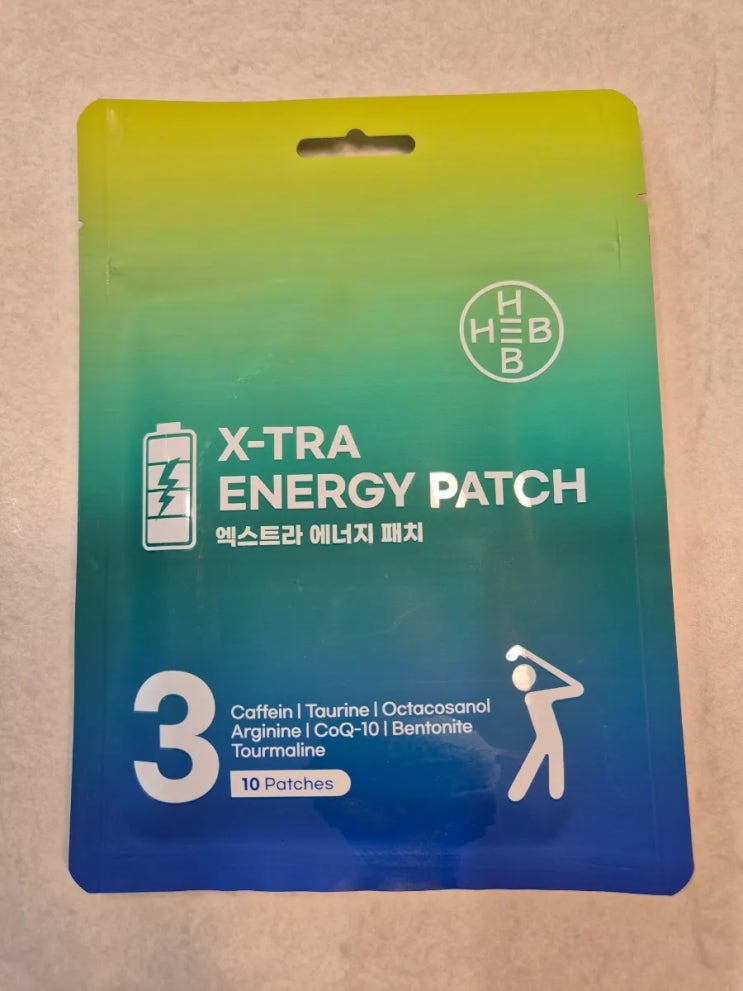 H
HEB
B
X-TRA
ENERGY PATCH
엑스트라 에너지 패치
3
Caffein | Taurine | Octacosanol
Arginine | CoQ-10 | Bentonite
Tourmaline
10 Patches